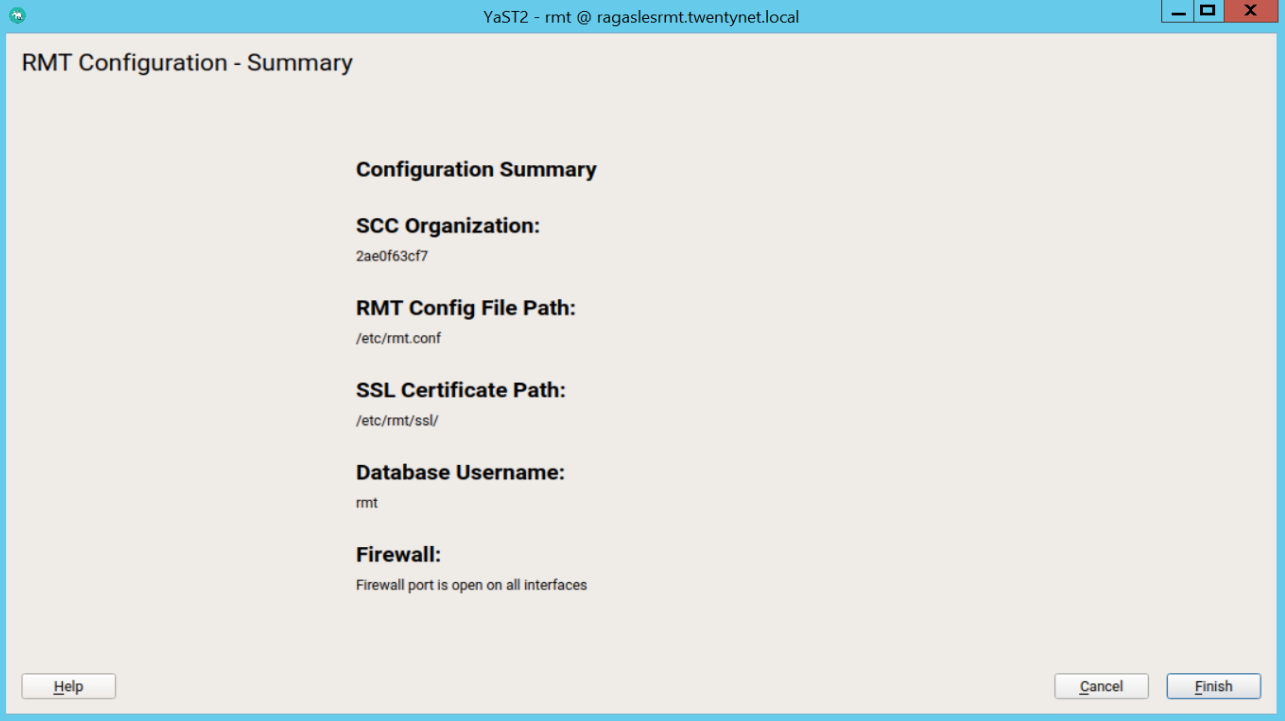 YaST2 - rmt @ ragaslesrmt.twentynet.local
RMT Configuration - Summary
Configuration Summary
SCC Organization:
2ae0f63cf7
RMT Config File Path:
/etc/rmt.conf
SSL Certificate Path:
/etc/rmt/ssl/
Database Username:
rmt
Firewall:
Firewall port is open on all interfaces
Help
Cancel
Finish